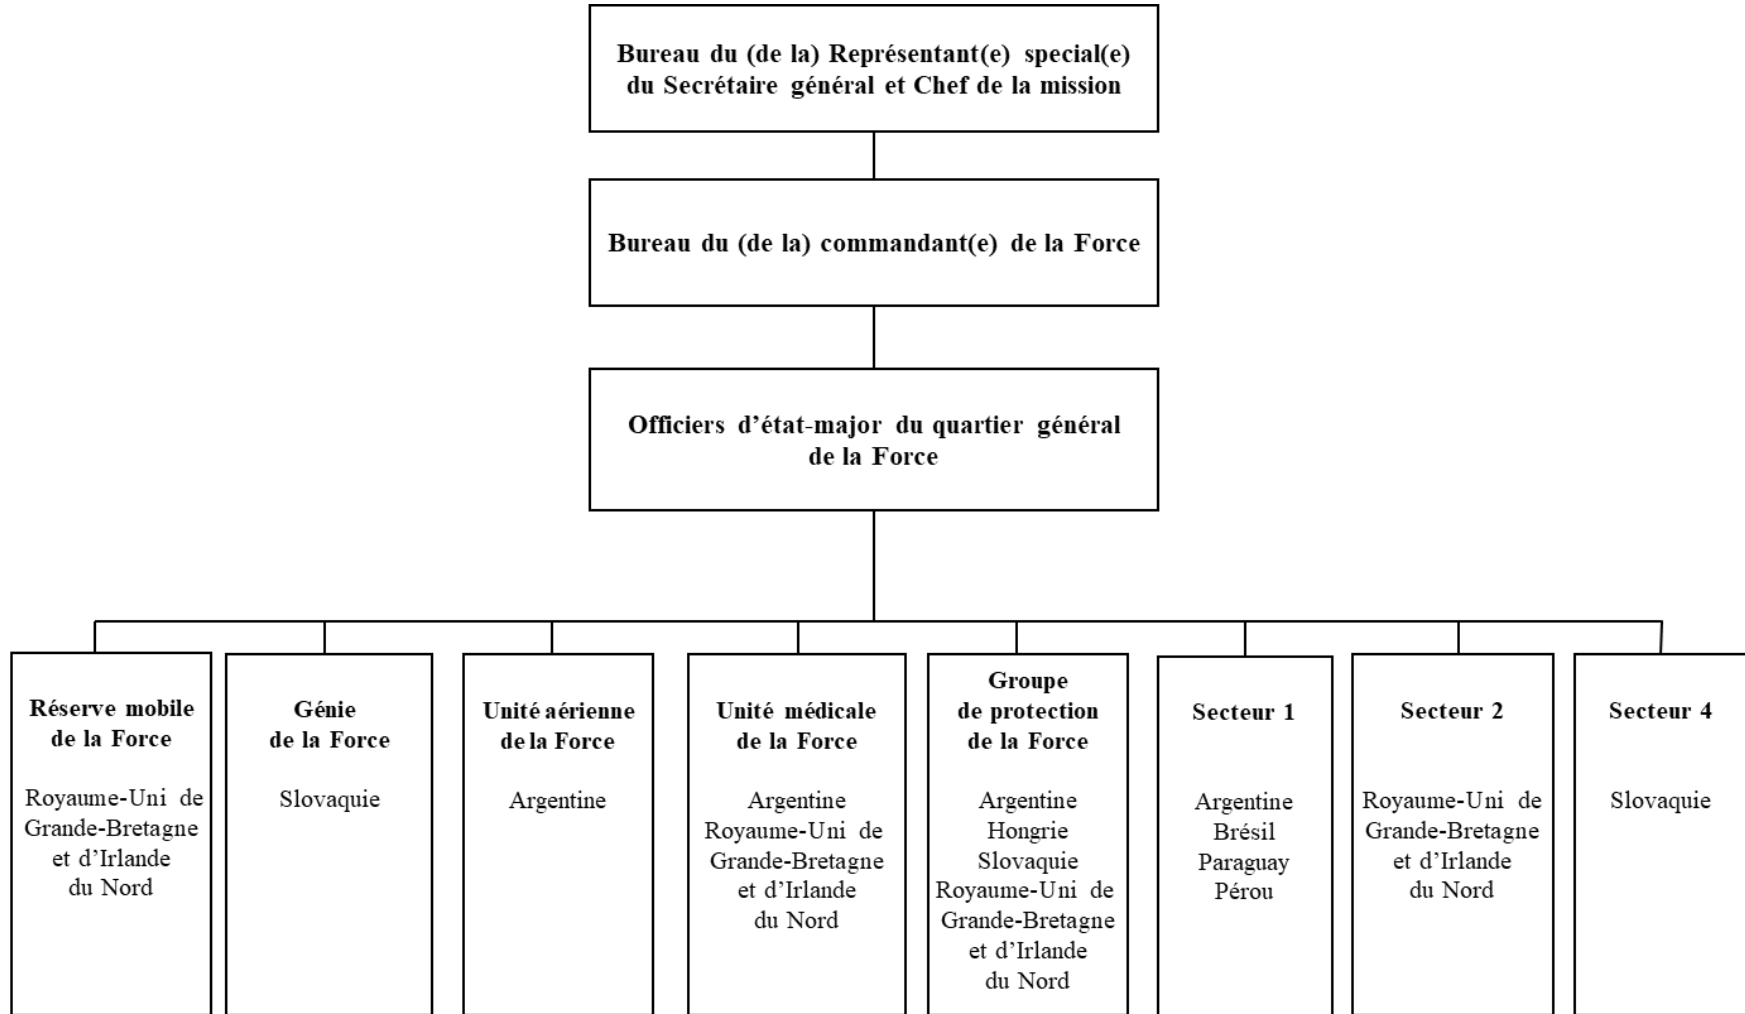 Bureau du (de la) Représentant(e) special(e)
du Secrétaire général et Chef de la mission
Bureau du (de la) commandant(e) de la Force
Officiers d’état-major du quartier général
de la Force
Réserve mobile
de la Force
Royaume-Uni de
Grande-Bretagne
et d’Irlande
du Nord
Génie
de la Force
Slovaquie
Unité aérienne
de la Force
Argentine
Unité médicale
de la Force
Argentine
Royaume-Uni de
Grande-Bretagne
et d’Irlande
du Nord
Groupe
de protection
de la Force
Argentine
Hongrie
Slovaquie
Royaume-Uni de
Grande-Bretagne
et d’Irlande
du Nord
Secteur 1
Argentine
Brésil
Paraguay
Pérou
Secteur 2
Royaume-Uni de
Grande-Bretagne
et d’Irlande
du Nord
Secteur 4
Slovaquie